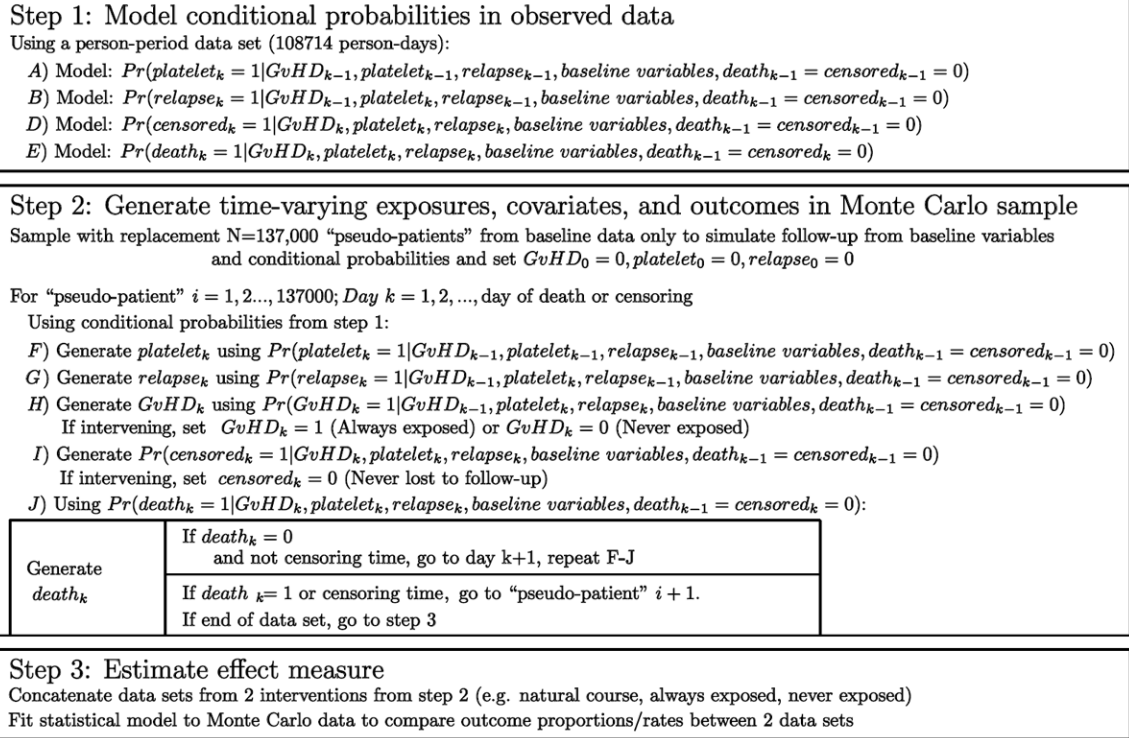 Step 1: Model conditional probabilities in observed data
Using a person-period data set (108714 person-days):
A) Model: Pr(platelet_k = 1|GvHD_{k−1}, platelet_{k−1}, relapse_{k−1}, baseline variables, death_{k−1} = censored_{k−1} = 0)
B) Model: Pr(relapse_k = 1|GvHD_{k−1}, platelet_k, relapse_{k−1}, baseline variables, death_{k−1} = censored_{k−1} = 0)
D) Model: Pr(censored_k = 1|GvHD_k, platelet_k, relapse_k, baseline variables, death_{k−1} = censored_{k−1} = 0)
E) Model: Pr(death_k = 1|GvHD_k, platelet_k, relapse_k, baseline variables, death_{k−1} = censored_k = 0)
Step 2: Generate time-varying exposures, covariates, and outcomes in Monte Carlo sample
Sample with replacement N=137,000 “pseudo-patients” from baseline data only to simulate follow-up from baseline variables
and conditional probabilities and set GvHD_0 = 0, platelet_0 = 0, relapse_0 = 0
For “pseudo-patient” i = 1, 2..., 137000; Day k = 1, 2, ..., day of death or censoring
Using conditional probabilities from step 1:
F) Generate platelet_k using Pr(platelet_k = 1|GvHD_{k−1}, platelet_{k−1}, relapse_{k−1}, baseline variables, death_{k−1} = censored_{k−1} = 0)
G) Generate relapse_k using Pr(relapse_k = 1|GvHD_{k−1}, platelet_k, relapse_{k−1}, baseline variables, death_{k−1} = censored_{k−1} = 0)
H) Generate GvHD_k using Pr(GvHD_k = 1|GvHD_{k−1}, platelet_k, relapse_k, baseline variables, death_{k−1} = censored_{k−1} = 0)
If intervening, set GvHD_k = 1 (Always exposed) or GvHD_k = 0 (Never exposed)
I) Generate Pr(censored_k = 1|GvHD_k, platelet_k, relapse_k, baseline variables, death_{k−1} = censored_{k−1} = 0)
If intervening, set censored_k = 0 (Never lost to follow-up)
J) Using Pr(death_k = 1|GvHD_k, platelet_k, relapse_k, baseline variables, death_{k−1} = censored_k = 0):
Generate
death_k
If death_k = 0
and not censoring time, go to day k+1, repeat F-J
If death _k= 1 or censoring time, go to “pseudo-patient” i + 1.
If end of data set, go to step 3
Step 3: Estimate effect measure
Concatenate data sets from 2 interventions from step 2 (e.g. natural course, always exposed, never exposed)
Fit statistical model to Monte Carlo data to compare outcome proportions/rates between 2 data sets